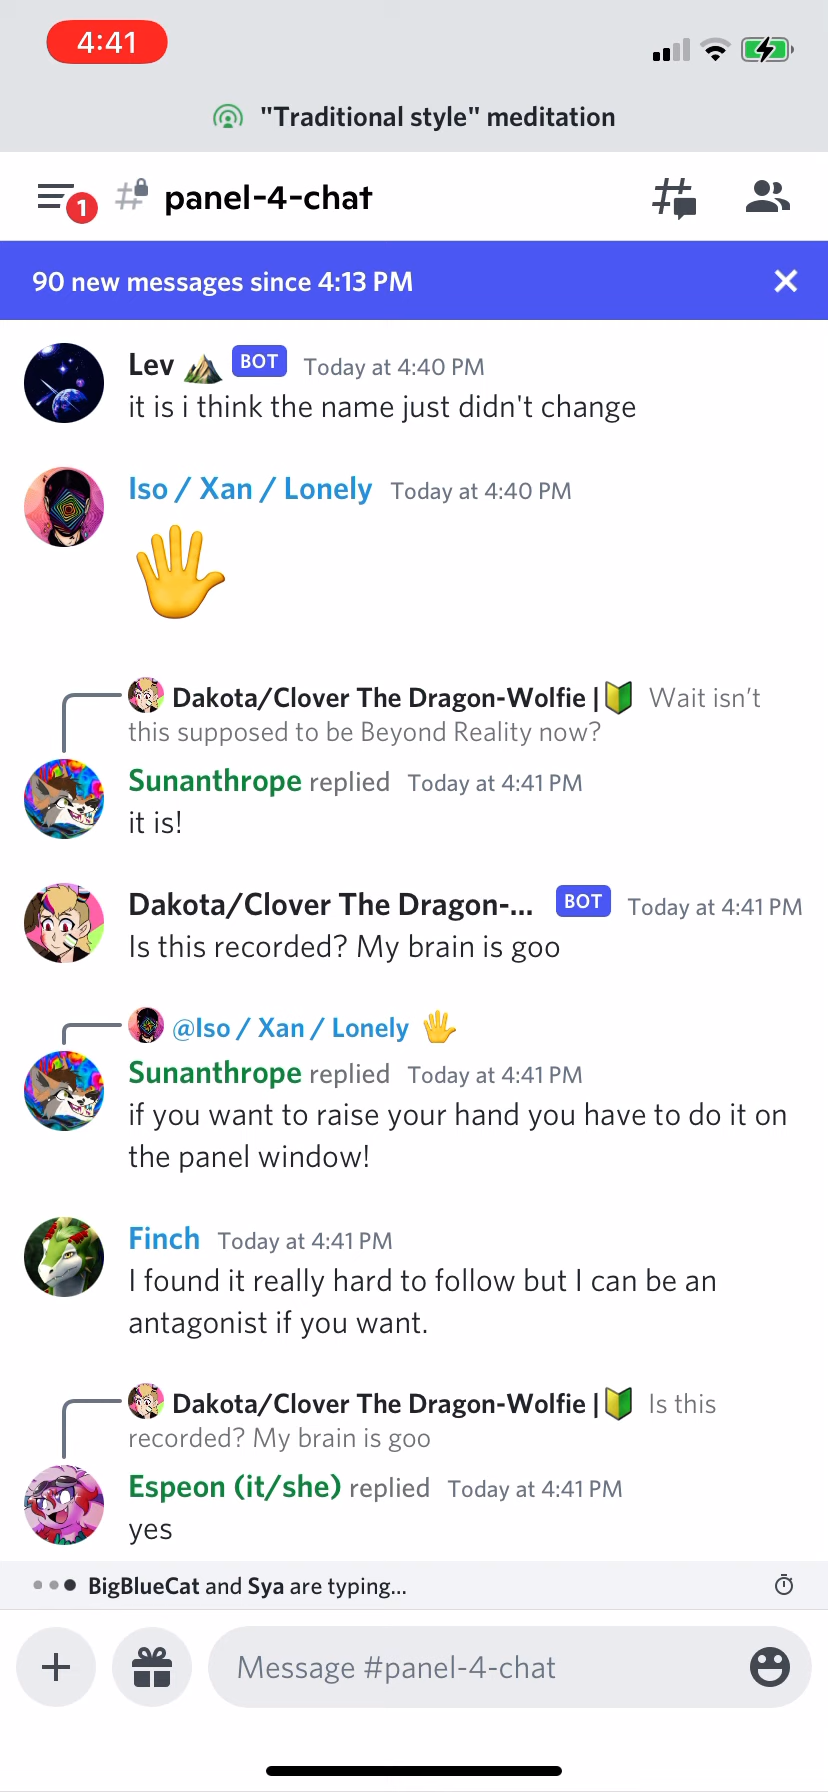 4:41
"Traditional style" meditation
1
panel-4-chat
90 new messages since 4:13 PM
Lev BOT Today at 4:40 PM
it is i think the name just didn't change
Iso / Xan / Lonely Today at 4:40 PM
Dakota/Clover The Dragon-Wolfie | Wait isn't
this supposed to be Beyond Reality now?
Sunanthrope replied Today at 4:41 PM
it is!
Dakota/Clover The Dragon-... BOT Today at 4:41 PM
Is this recorded? My brain is goo
@Iso / Xan / Lonely
Sunanthrope replied Today at 4:41 PM
if you want to raise your hand you have to do it on
the panel window!
Finch Today at 4:41 PM
I found it really hard to follow but I can be an
antagonist if you want.
Dakota/Clover The Dragon-Wolfie | Is this
recorded? My brain is goo
Espeon (it/she) replied Today at 4:41 PM
yes
BigBlueCat and Sya are typing...
Message #panel-4-chat